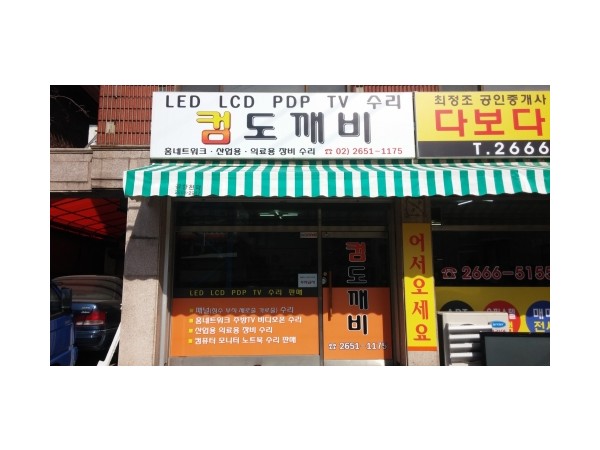 LED LCD PDP TV 수리
컴도깨비
홈네트워크·산업용·의료용 장비 수리 ☎ 02) 2651-1175
최정조 공인중개사
다보다
T.2666
LED LCD PDP TV 수리 판매
수리
홈네트워크 주방TV 비디오폰 수리
산업용 의료용 장비 수리
컴퓨터 모니터 노트북 수리 판매
컴도깨비
☎ 2651-1175
어서오세요
☎ 2666-5155